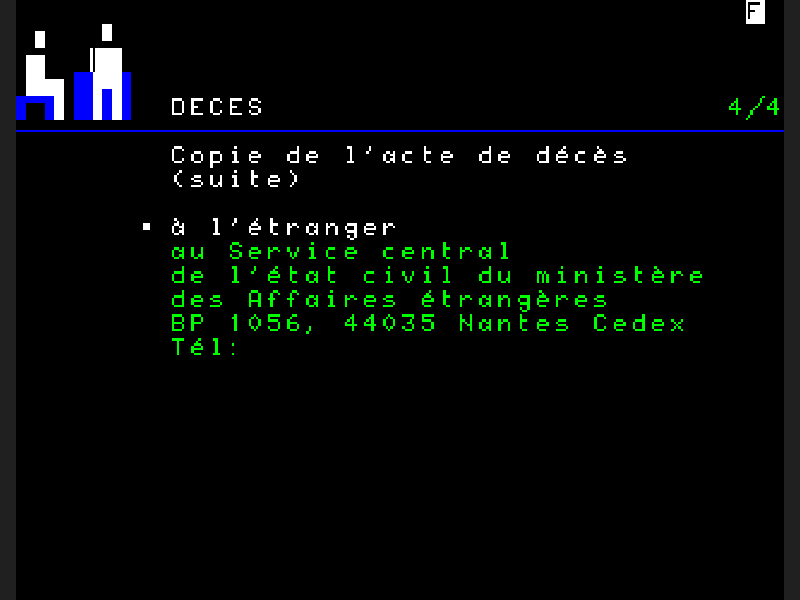 F
DECES 4/4
Copie de l'acte de décès
(suite)
▪ à l'étranger
au Service central
de l'état civil du ministère
des Affaires étrangères
BP 1056, 44035 Nantes Cedex
Tél: